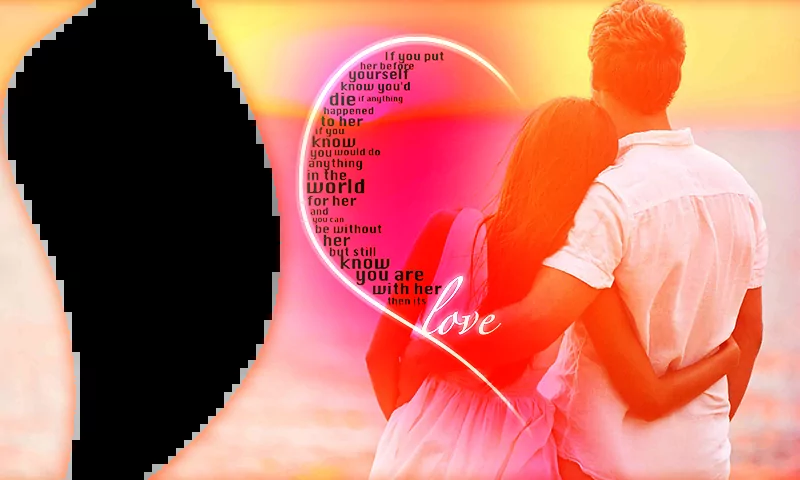 If you put
her before
yourself
know you'd
die if anything
happened
to her
if you
know
you would do
anything
in the
world
for her
and
you can
be without
her
but still
know
you are
with her
then its
love